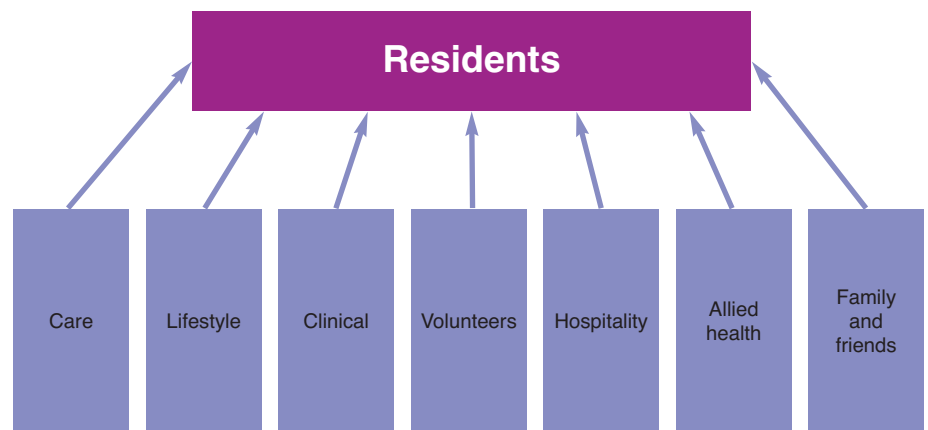 Residents
Care
Lifestyle
Clinical
Volunteers
Hospitality
Allied
health
Family
and
friends